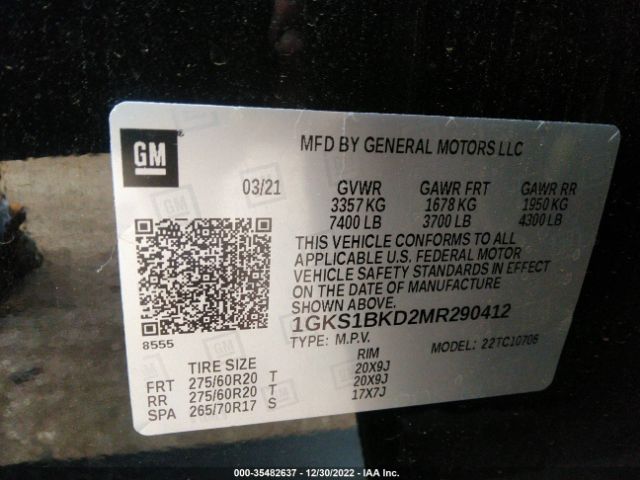 GM
MFD BY GENERAL MOTORS LLC
03/21 GVWR GAWR FRT GAWR RR
3357 KG 1678 KG 1950 KG
7400 LB 3700 LB 4300 LB
THIS VEHICLE CONFORMS TO ALL
APPLICABLE U.S. FEDERAL MOTOR
VEHICLE SAFETY STANDARDS IN EFFECT
ON THE DATE OF MANUFACTURE
SHOWN ABOVE.
1GKS1BKD2MR290412
8555 TYPE: M.P.V. MODEL: 22TC10706
TIRE SIZE RIM
FRT 275/60R20 T 20X9J
RR 275/60R20 T 20X9J
SPA 265/70R17 S 17X7J
000-35482637 - 12/30/2022 - IAA Inc.